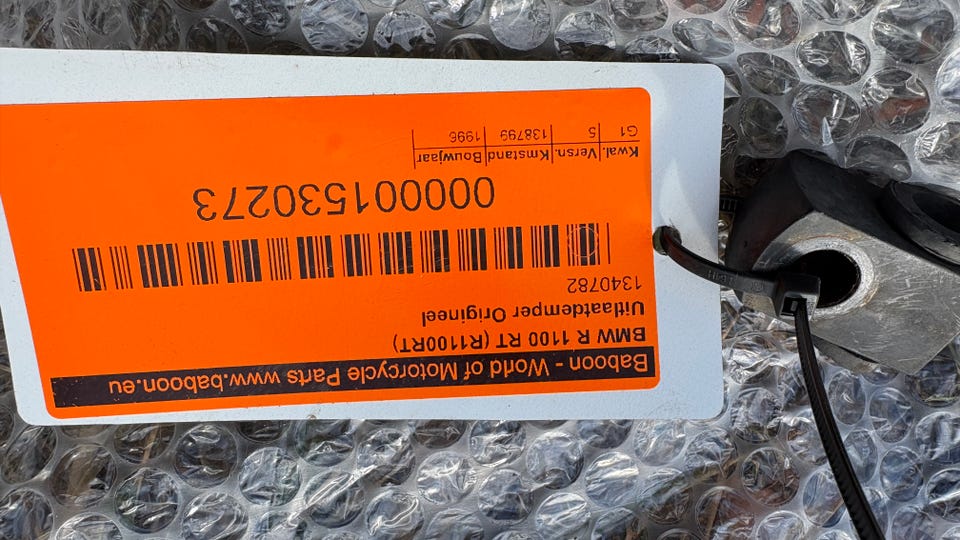 Baboon - World of Motorcycle Parts www.baboon.eu
BMW R 1100 RT (R1100RT)
Uitlaatdemper Origineel
1340782
000001530273
Kwal. Versn. Kmstand Bouwjaar
G1 5 138799 1996